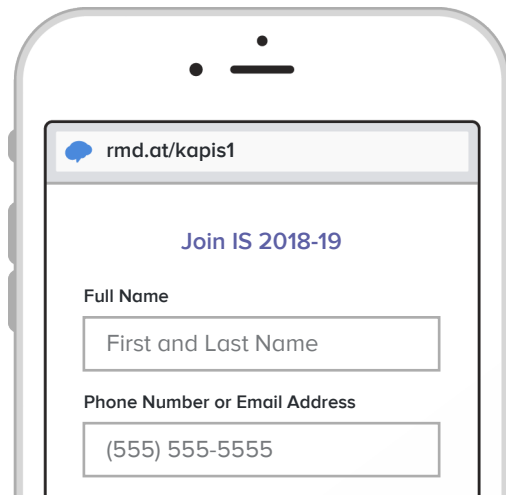 rmd.at/kapis1
Join IS 2018-19
Full Name
First and Last Name
Phone Number or Email Address
(555) 555-5555